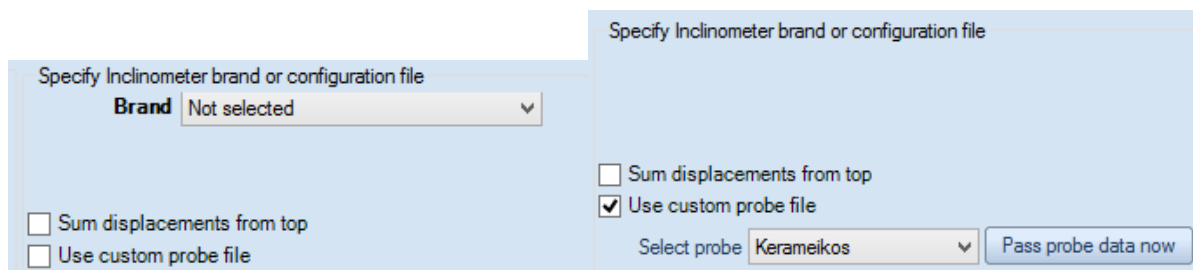 Specify Inclinometer brand or configuration file
Brand Not selected
Sum displacements from top
Use custom probe file
Specify Inclinometer brand or configuration file
Sum displacements from top
Use custom probe file
Select probe Kerameikos Pass probe data now